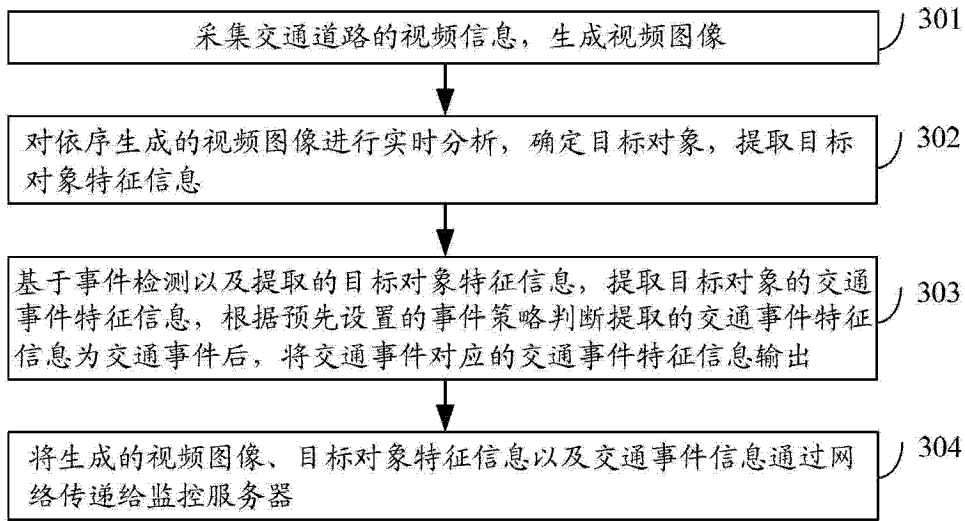 采集交通道路的视频信息，生成视频图像
301
对依序生成的视频图像进行实时分析，确定目标对象，提取目标
对象特征信息
302
基于事件检测以及提取的目标对象特征信息，提取目标对象的交通
事件特征信息，根据预先设置的事件策略判断提取的交通事件特征
信息为交通事件后，将交通事件对应的交通事件特征信息输出
303
将生成的视频图像、目标对象特征信息以及交通事件信息通过网
络传递给监控服务器
304